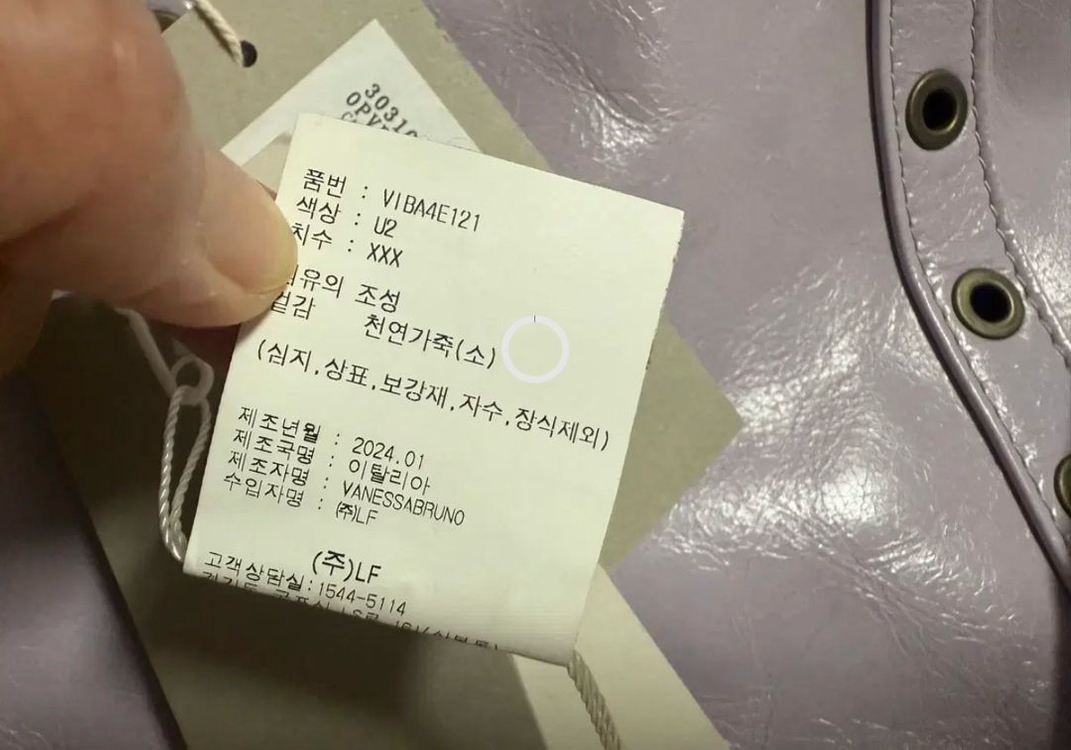 30310
품번 : VIBA4E121
색상 : U2
치수 : XXX
섬유의 조성
겉감 천연가죽(소)
(심지,상표,보강재,자수,장식제외)
제조년월 : 2024.01
제조국명 : 이탈리아
제조자명 : VANESSABRUNO
수입자명 : ㈜LF
(주)LF
고객상담실:1544-5114